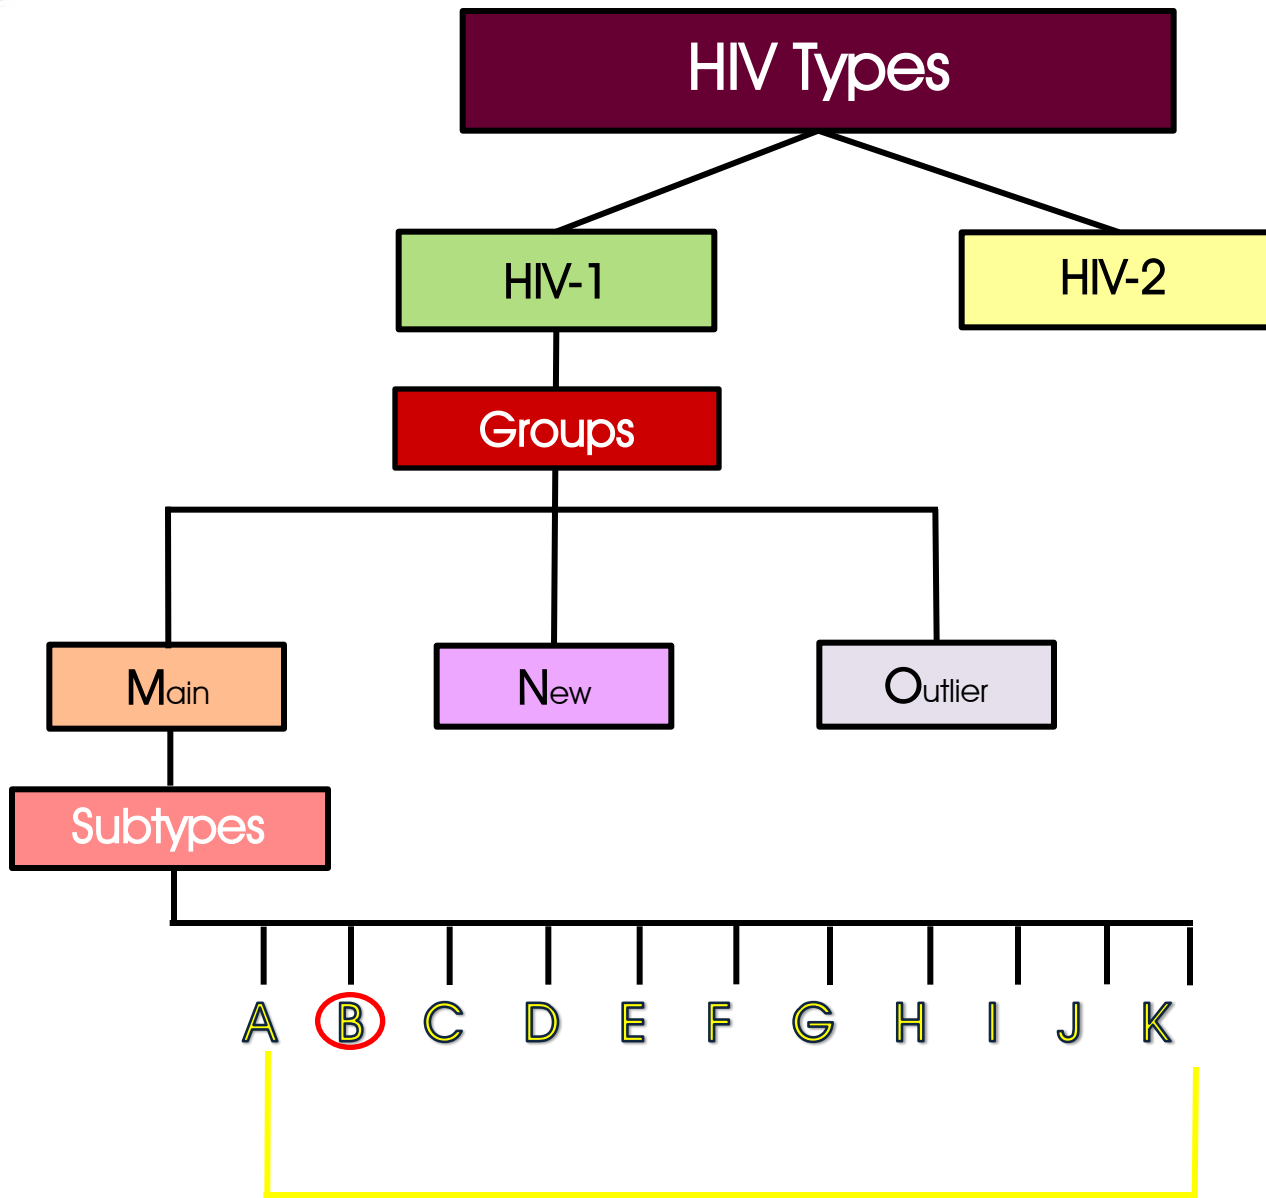 HIV Types
HIV-1
HIV-2
Groups
Main
New
Outlier
Subtypes
A B C D E F G H I J K